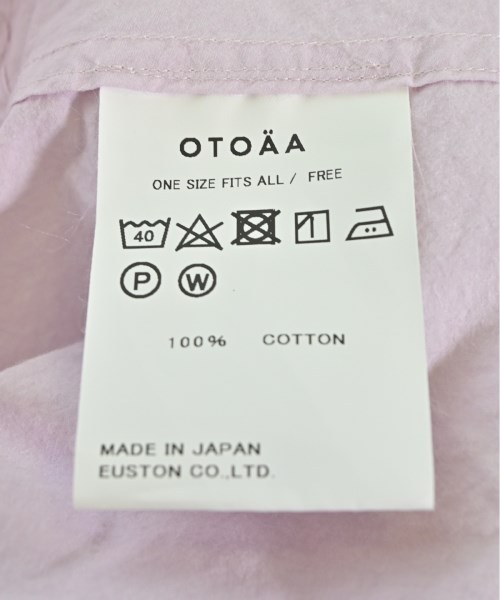 OTOÄA
ONE SIZE FITS ALL / FREE
40
P W
100% COTTON
MADE IN JAPAN
EUSTON CO.,LTD.